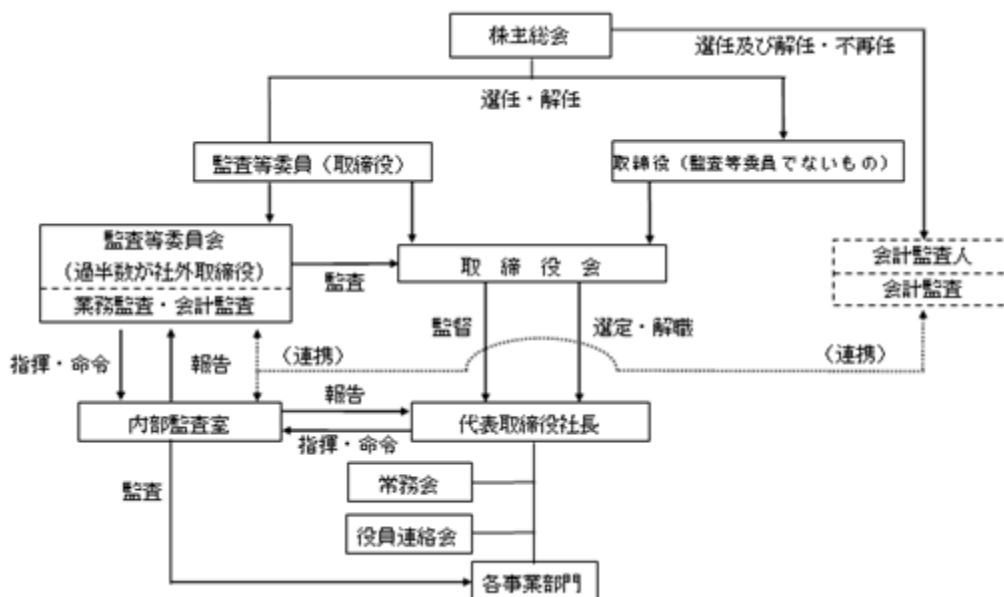 株主総会
選任及び解任・不再任
選任・解任
監査等委員（取締役）
取締役（監査等委員でないもの）
監査等委員会
（過半数が社外取締役）
業務監査・会計監査
監査
取締役会
会計監査人
会計監査
監督
選定・解職
指揮・命令
報告
（連携）
（連携）
報告
内部監査室
代表取締役社長
指揮・命令
監査
常務会
役員連絡会
各事業部門